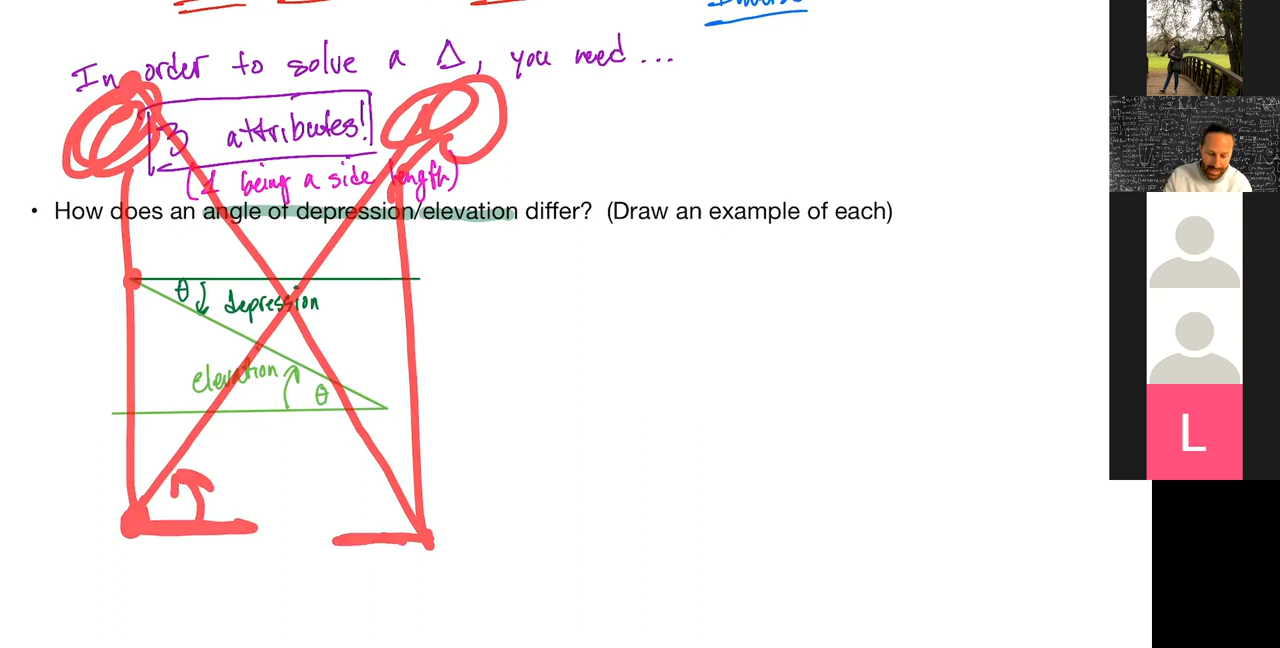 In order to solve a Δ, you need ...
3 attributes!
(1 being a side length)
• How does an angle of depression/elevation differ? (Draw an example of each)
θ depression
elevation θ
L